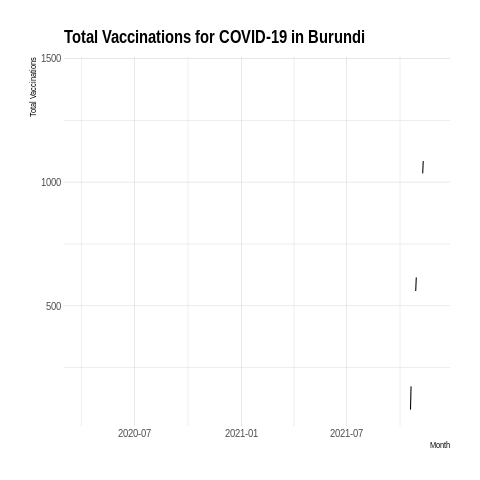 Total Vaccinations for COVID-19 in Burundi
Total Vaccinations
1500
1000
500
2020-07 2021-01 2021-07
Month